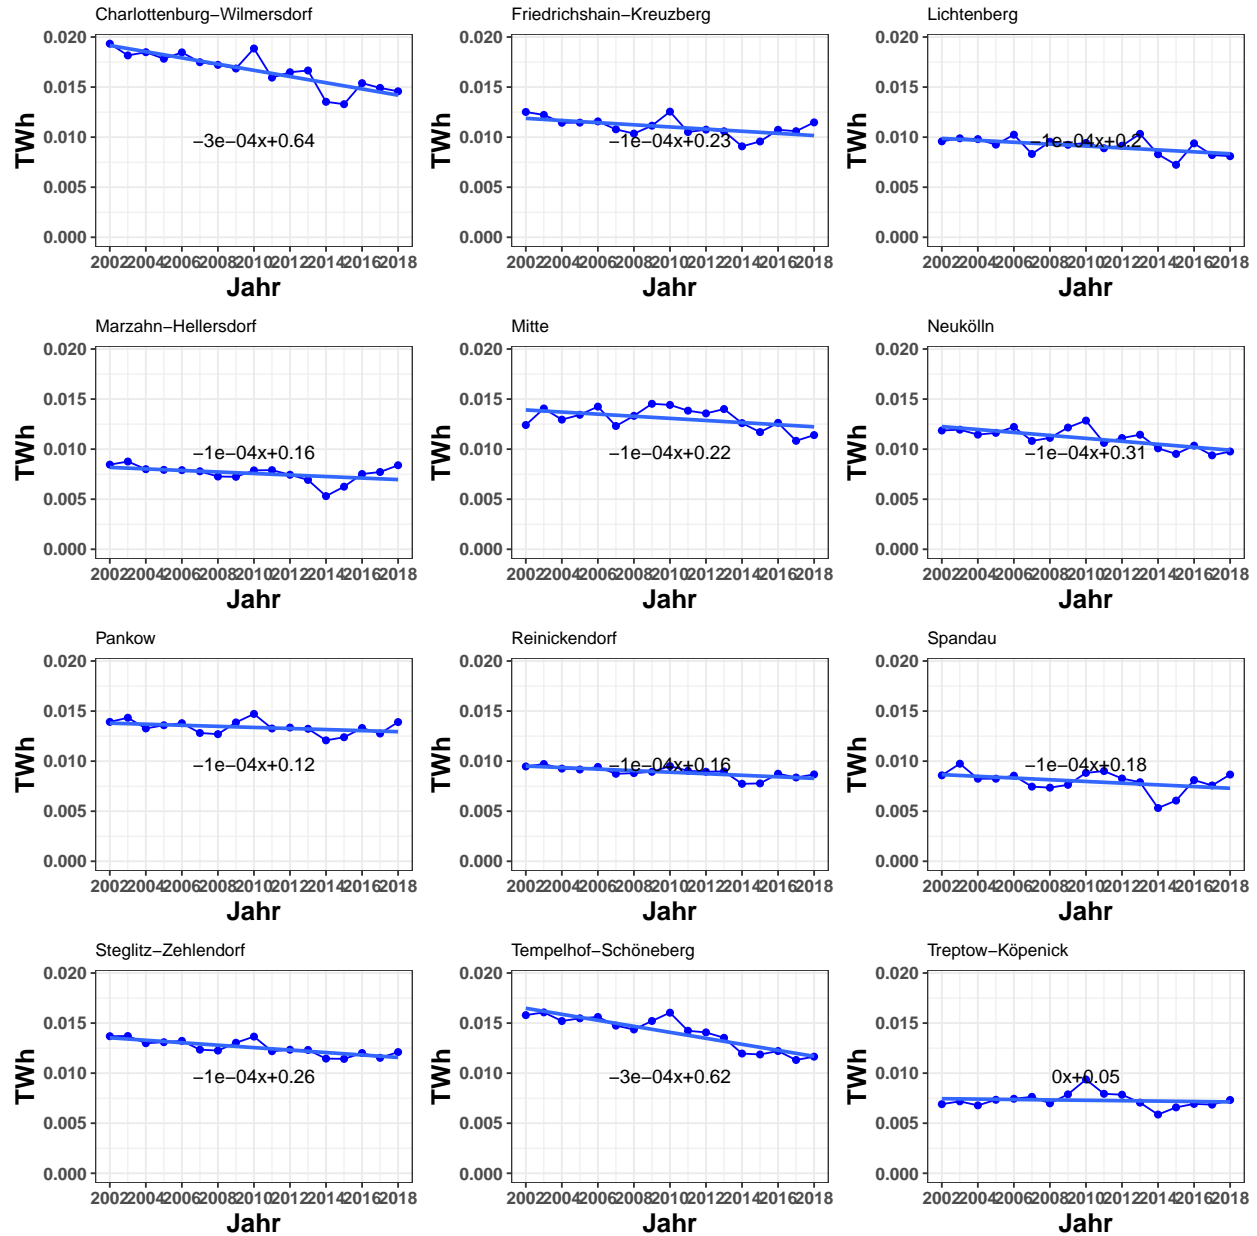 Charlottenburg−Wilmersdorf
Friedrichshain−Kreuzberg
Lichtenberg
TWh
0.020
0.015
0.010
0.005
0.000
−3e−04x+0.64
2002 2004 2006 2008 2010 2012 2014 2016 2018
Jahr
TWh
0.020
0.015
0.010
0.005
0.000
−1e−04x+0.23
2002 2004 2006 2008 2010 2012 2014 2016 2018
Jahr
TWh
0.020
0.015
0.010
0.005
0.000
−1e−04x+0.2
2002 2004 2006 2008 2010 2012 2014 2016 2018
Jahr
Marzahn−Hellersdorf
Mitte
Neukölln
TWh
0.020
0.015
0.010
0.005
0.000
−1e−04x+0.16
2002 2004 2006 2008 2010 2012 2014 2016 2018
Jahr
TWh
0.020
0.015
0.010
0.005
0.000
−1e−04x+0.22
2002 2004 2006 2008 2010 2012 2014 2016 2018
Jahr
TWh
0.020
0.015
0.010
0.005
0.000
−1e−04x+0.31
2002 2004 2006 2008 2010 2012 2014 2016 2018
Jahr
Pankow
Reinickendorf
Spandau
TWh
0.020
0.015
0.010
0.005
0.000
−1e−04x+0.12
2002 2004 2006 2008 2010 2012 2014 2016 2018
Jahr
TWh
0.020
0.015
0.010
0.005
0.000
−1e−04x+0.16
2002 2004 2006 2008 2010 2012 2014 2016 2018
Jahr
TWh
0.020
0.015
0.010
0.005
0.000
−1e−04x+0.18
2002 2004 2006 2008 2010 2012 2014 2016 2018
Jahr
Steglitz−Zehlendorf
Tempelhof−Schöneberg
Treptow−Köpenick
TWh
0.020
0.015
0.010
0.005
0.000
−1e−04x+0.26
2002 2004 2006 2008 2010 2012 2014 2016 2018
Jahr
TWh
0.020
0.015
0.010
0.005
0.000
−3e−04x+0.62
2002 2004 2006 2008 2010 2012 2014 2016 2018
Jahr
TWh
0.020
0.015
0.010
0.005
0.000
0x+0.05
2002 2004 2006 2008 2010 2012 2014 2016 2018
Jahr